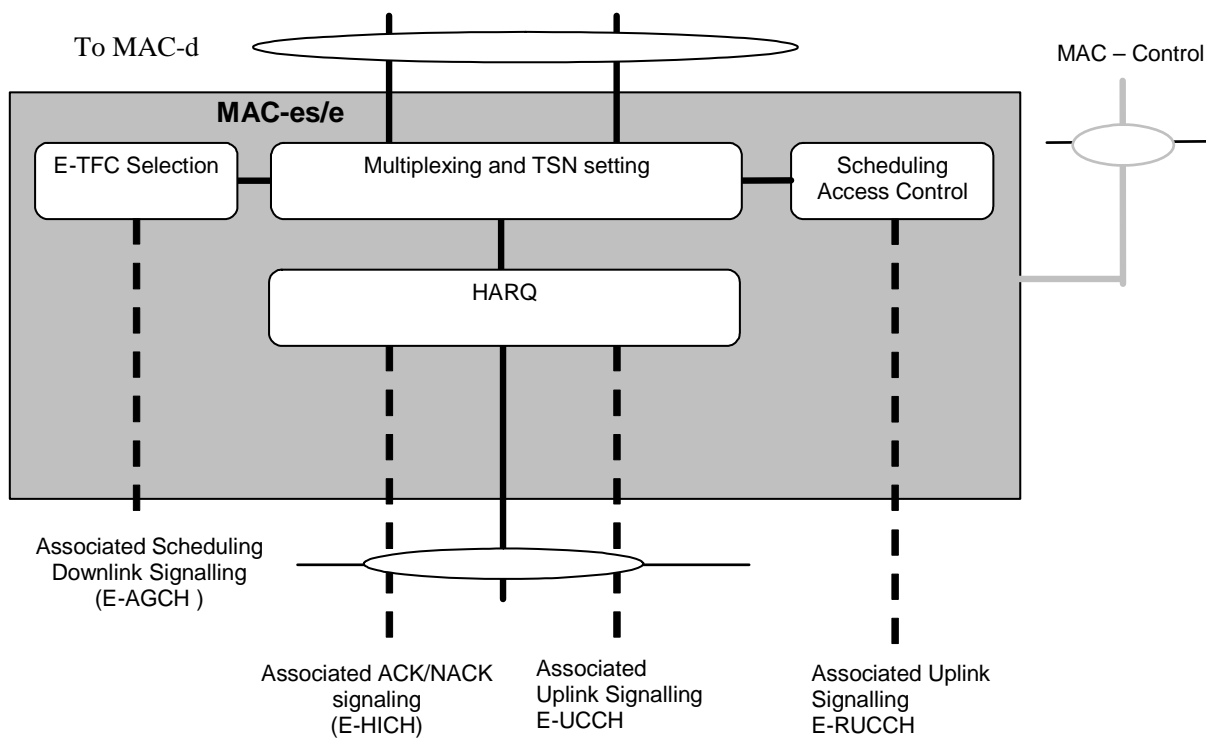 To MAC-d
MAC – Control
MAC-es/e
E-TFC Selection
Multiplexing and TSN setting
Scheduling
Access Control
HARQ
Associated Scheduling
Downlink Signalling
(E-AGCH )
Associated ACK/NACK
signaling
(E-HICH)
Associated
Uplink Signalling
E-UCCH
Associated Uplink
Signalling
E-RUCCH